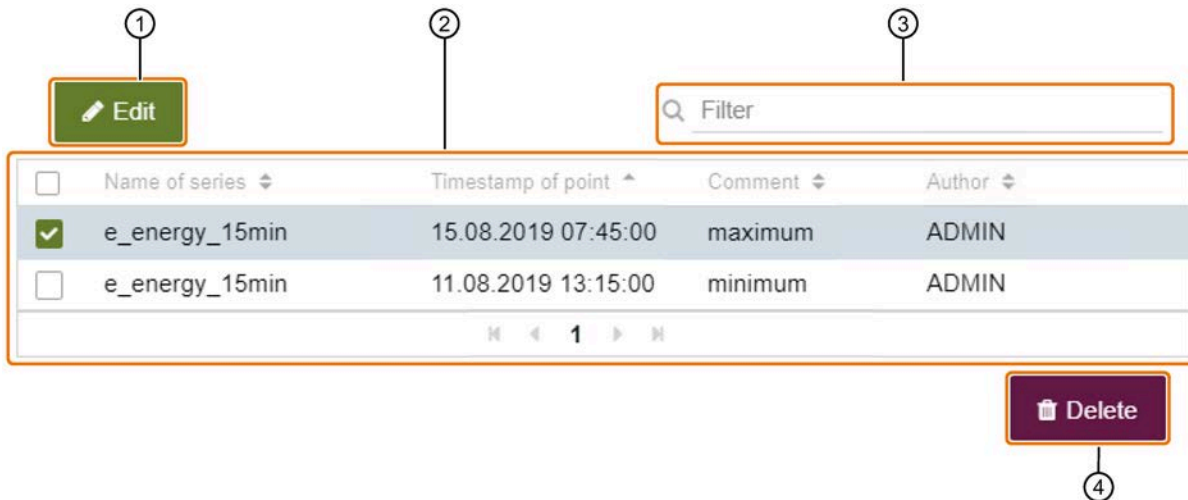 1 2 3
Edit Filter
Name of series Timestamp of point Comment Author
e_energy_15min 15.08.2019 07:45:00 maximum ADMIN
e_energy_15min 11.08.2019 13:15:00 minimum ADMIN
1
Delete
4